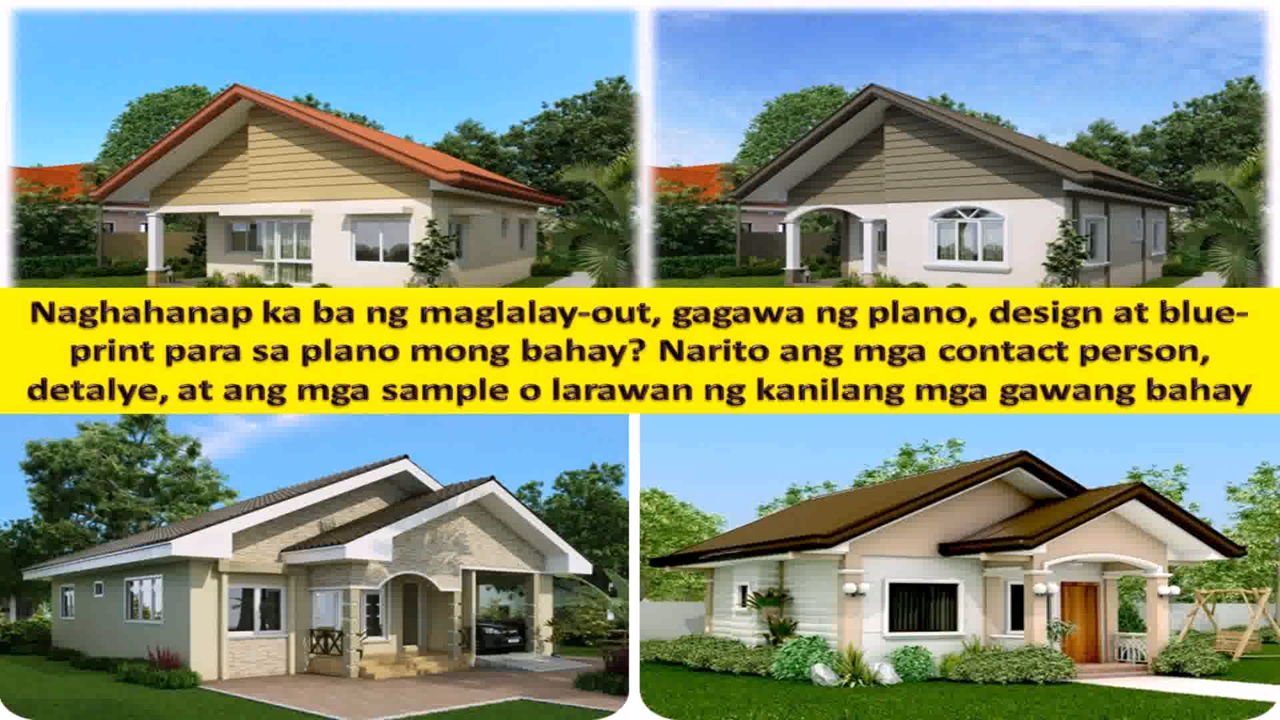 Naghahanap ka ba ng maglalay-out, gagawa ng plano, design at blue-
print para sa plano mong bahay? Narito ang mga contact person,
detalye, at ang mga sample o larawan ng kanilang mga gawang bahay